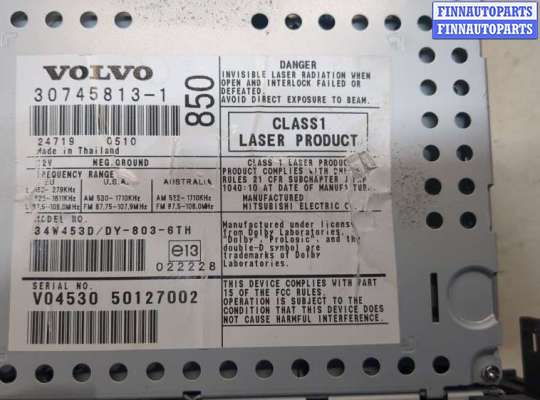 FINNAUTOPARTS
FINNAUTOPARTS
VOLVO
30745813-1
850
24719 0510
Made in Thailand
12V NEG.GROUND
FREQUENCY RANGE
EU U.S.A. AUSTRALIA
AM 530-1710KHz AM 522-1710KHz
FM 87.75-107.9MHz FM 87.5-108.0MHz
MODEL NO.
34W453D/DY-803-6TH
e13
022228
SERIAL NO.
V04530 50127002
DANGER
INVISIBLE LASER RADIATION WHEN
OPEN AND INTERLOCK FAILED OR
DEFEATED.
AVOID DIRECT EXPOSURE TO BEAM.
CLASS1
LASER PRODUCT
CLASS 1 LASER PRODUCT
PRODUCT COMPLIES WITH
RULES 21 CFR SUBCHAPTER J
1040:10 AT DATE OF MANUFACTURE
MANUFACTURED
MITSUBISHI ELECTRIC
Manufactured under license
from Dolby Laboratories.
"Dolby","ProLogic", and the
double-D symbol are
trademarks of Dolby
Laboratories.
THIS DEVICE COMPLIES WITH PART
15 OF THE FCC RULES.
OPERATION IS SUBJECT TO THE
CONDITION THAT THIS DEVICE DOES
NOT CAUSE HARMFUL INTERFERENCE.